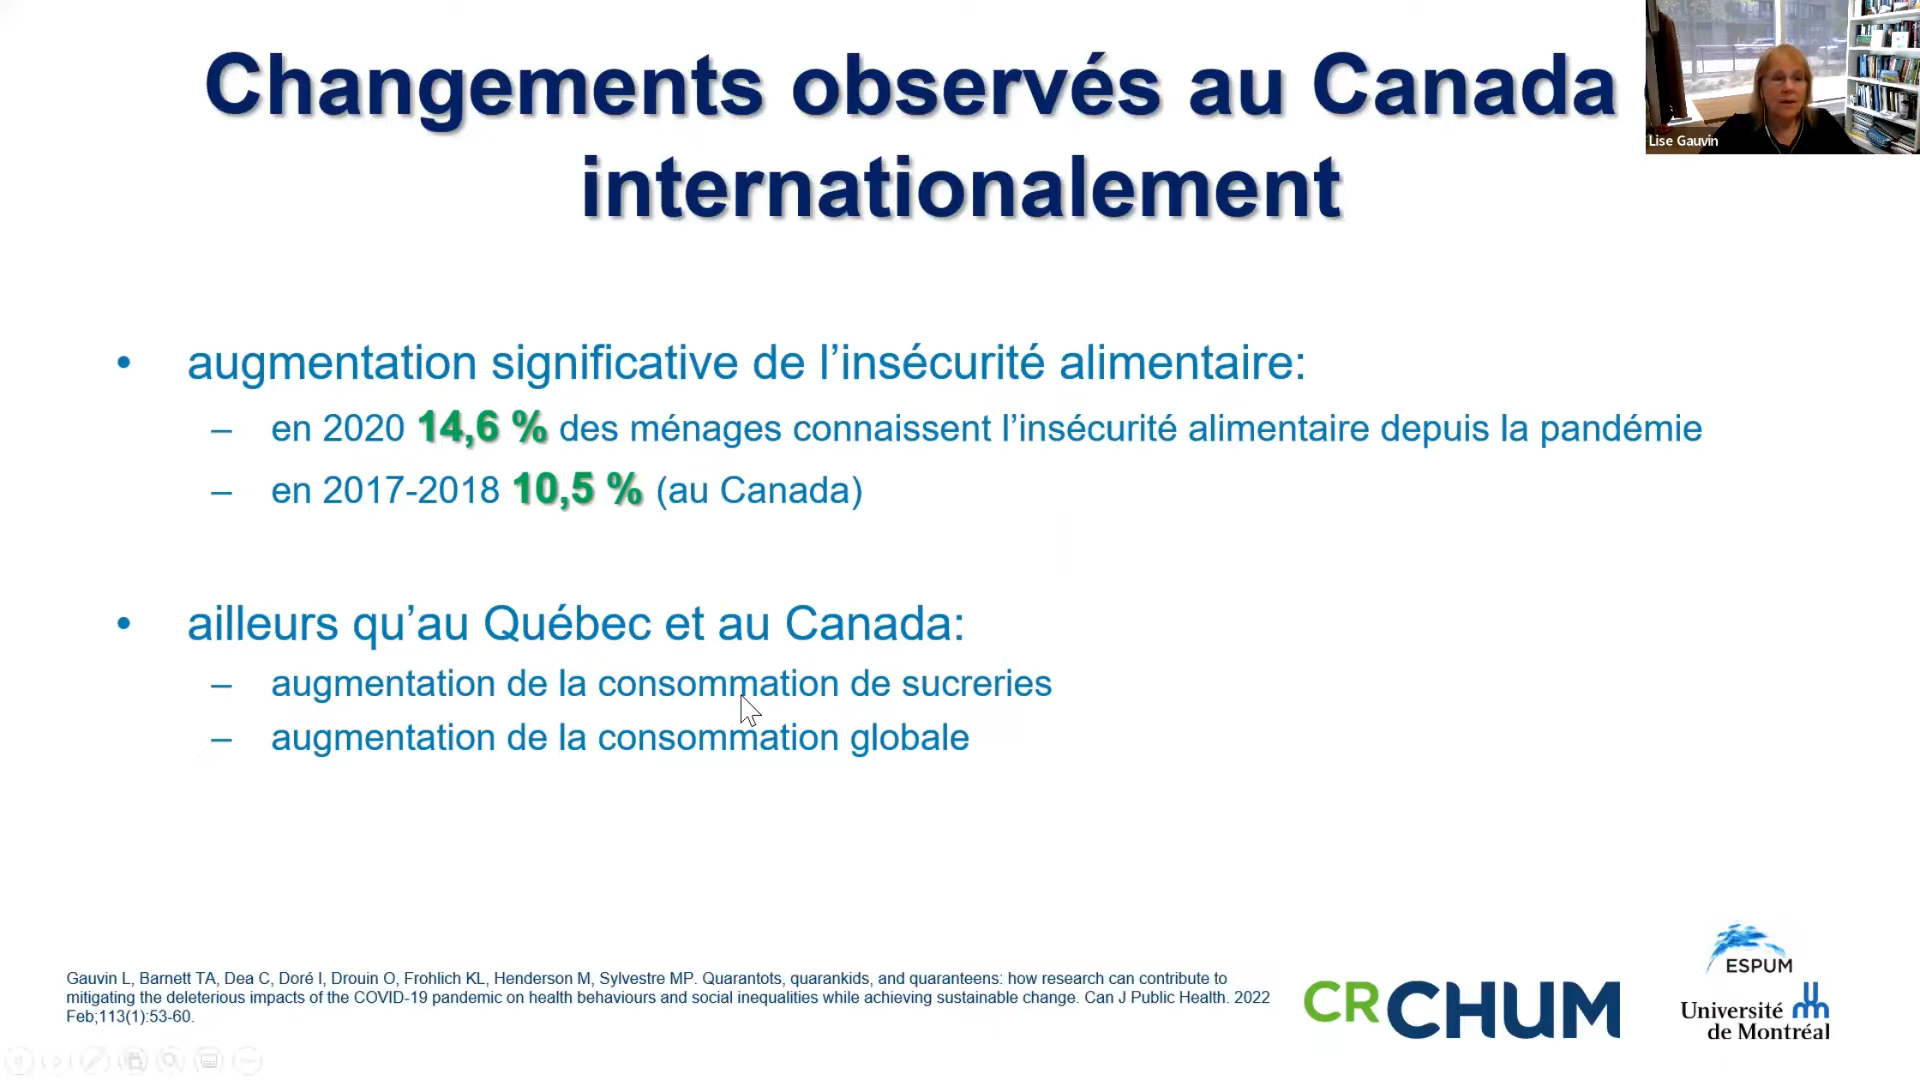 Changements observés au Canada
internationalement
Lise Gauvin
• augmentation significative de l’insécurité alimentaire:
– en 2020 14,6 % des ménages connaissent l’insécurité alimentaire depuis la pandémie
– en 2017-2018 10,5 % (au Canada)
• ailleurs qu’au Québec et au Canada:
– augmentation de la consommation de sucreries
– augmentation de la consommation globale
Gauvin L, Barnett TA, Dea C, Doré I, Drouin O, Frohlich KL, Henderson M, Sylvestre MP. Quarantots, quarankids, and quaranteens: how research can contribute to
mitigating the deleterious impacts of the COVID-19 pandemic on health behaviours and social inequalities while achieving sustainable change. Can J Public Health. 2022
Feb;113(1):53-60.
CRCHUM
ESPUM
Université
de Montréal